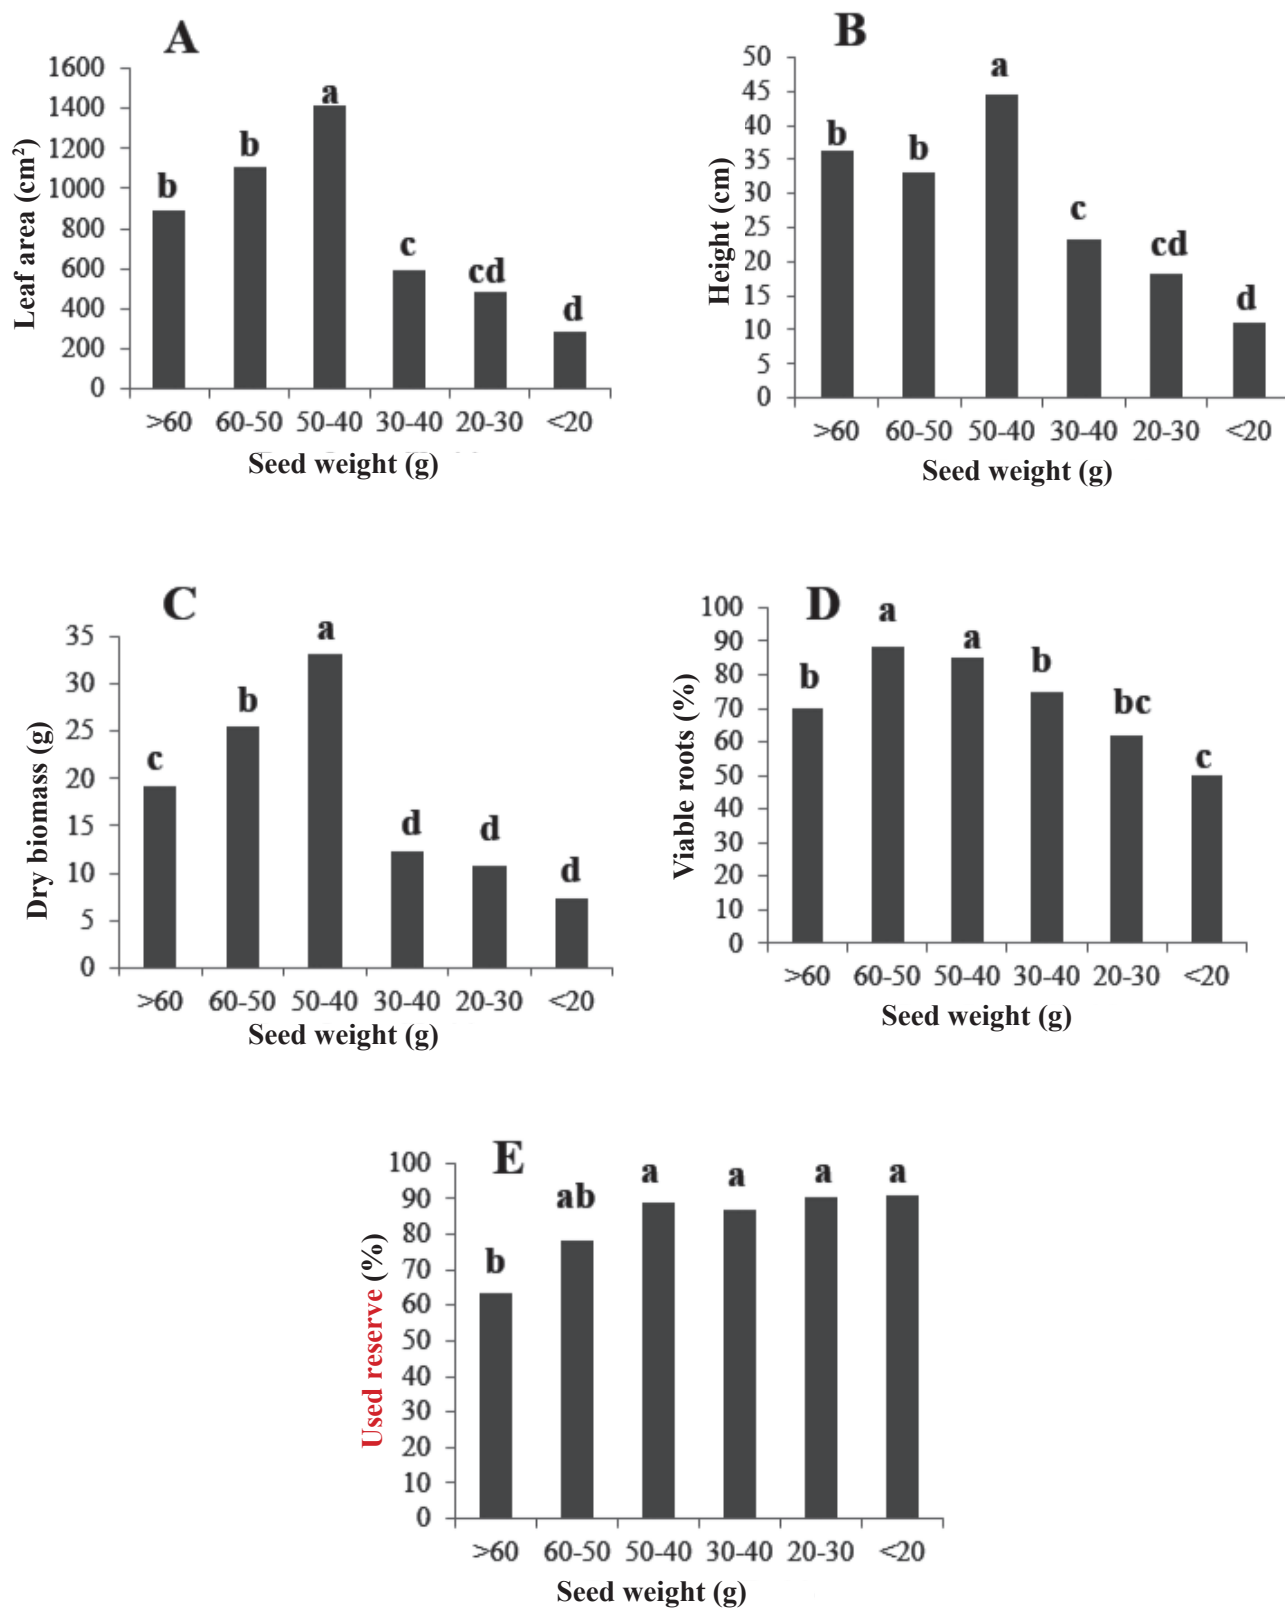 A
1600
1400
1200
1000
800
600
400
200
0
Leaf area (cm²)
b
b
a
c
cd
d
>60 60-50 50-40 30-40 20-30 <20
Seed weight (g)
B
50
45
40
35
30
25
20
15
10
5
0
Height (cm)
b
b
a
c
cd
d
>60 60-50 50-40 30-40 20-30 <20
Seed weight (g)
C
35
30
25
20
15
10
5
0
Dry biomass (g)
c
b
a
d
d
d
>60 60-50 50-40 30-40 20-30 <20
Seed weight (g)
D
100
90
80
70
60
50
40
30
20
10
0
Viable roots (%)
b
a
a
b
bc
c
>60 60-50 50-40 30-40 20-30 <20
Seed weight (g)
E
100
90
80
70
60
50
40
30
20
10
0
Used reserve (%)
b
ab
a
a
a
a
>60 60-50 50-40 30-40 20-30 <20
Seed weight (g)